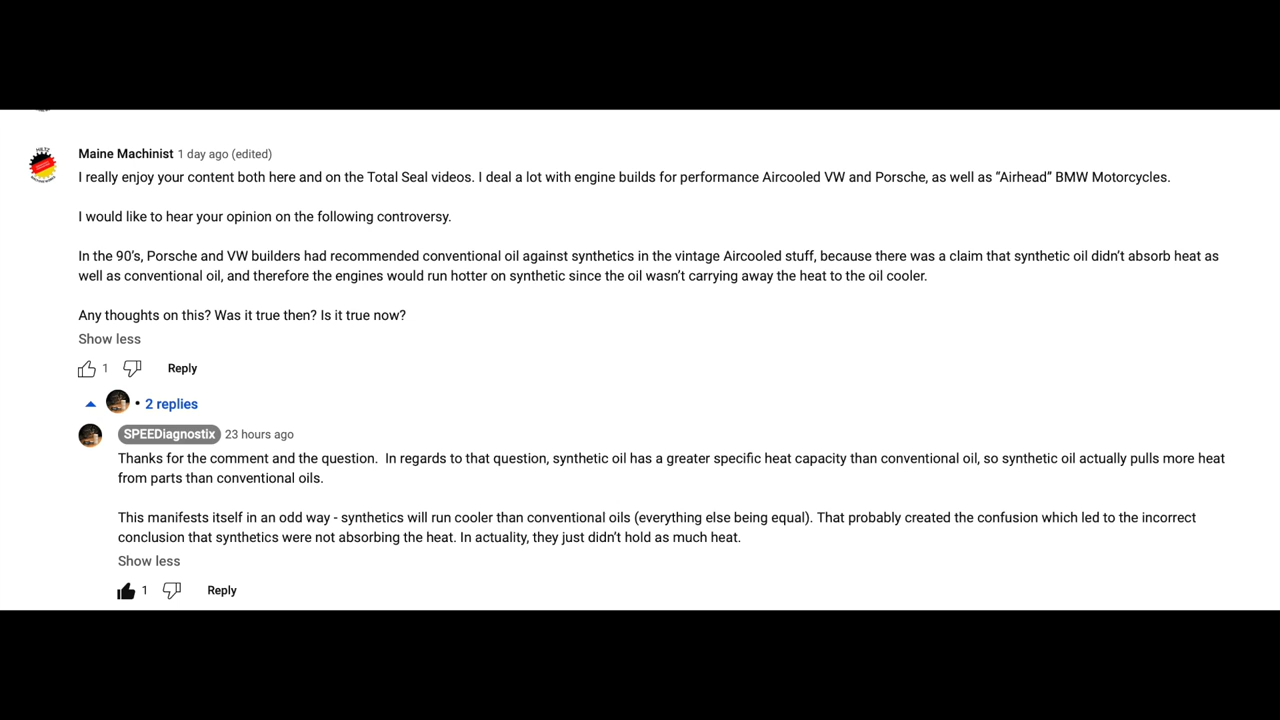 Maine Machinist 1 day ago (edited)
I really enjoy your content both here and on the Total Seal videos. I deal a lot with engine builds for performance Aircooled VW and Porsche, as well as “Airhead” BMW Motorcycles.
I would like to hear your opinion on the following controversy.
In the 90’s, Porsche and VW builders had recommended conventional oil against synthetics in the vintage Aircooled stuff, because there was a claim that synthetic oil didn’t absorb heat as
well as conventional oil, and therefore the engines would run hotter on synthetic since the oil wasn’t carrying away the heat to the oil cooler.
Any thoughts on this? Was it true then? Is it true now?
Show less
1 Reply
• 2 replies
SPEEDiagnostix 23 hours ago
Thanks for the comment and the question.  In regards to that question, synthetic oil has a greater specific heat capacity than conventional oil, so synthetic oil actually pulls more heat
from parts than conventional oils.
This manifests itself in an odd way - synthetics will run cooler than conventional oils (everything else being equal). That probably created the confusion which led to the incorrect
conclusion that synthetics were not absorbing the heat. In actuality, they just didn’t hold as much heat.
Show less
1 Reply